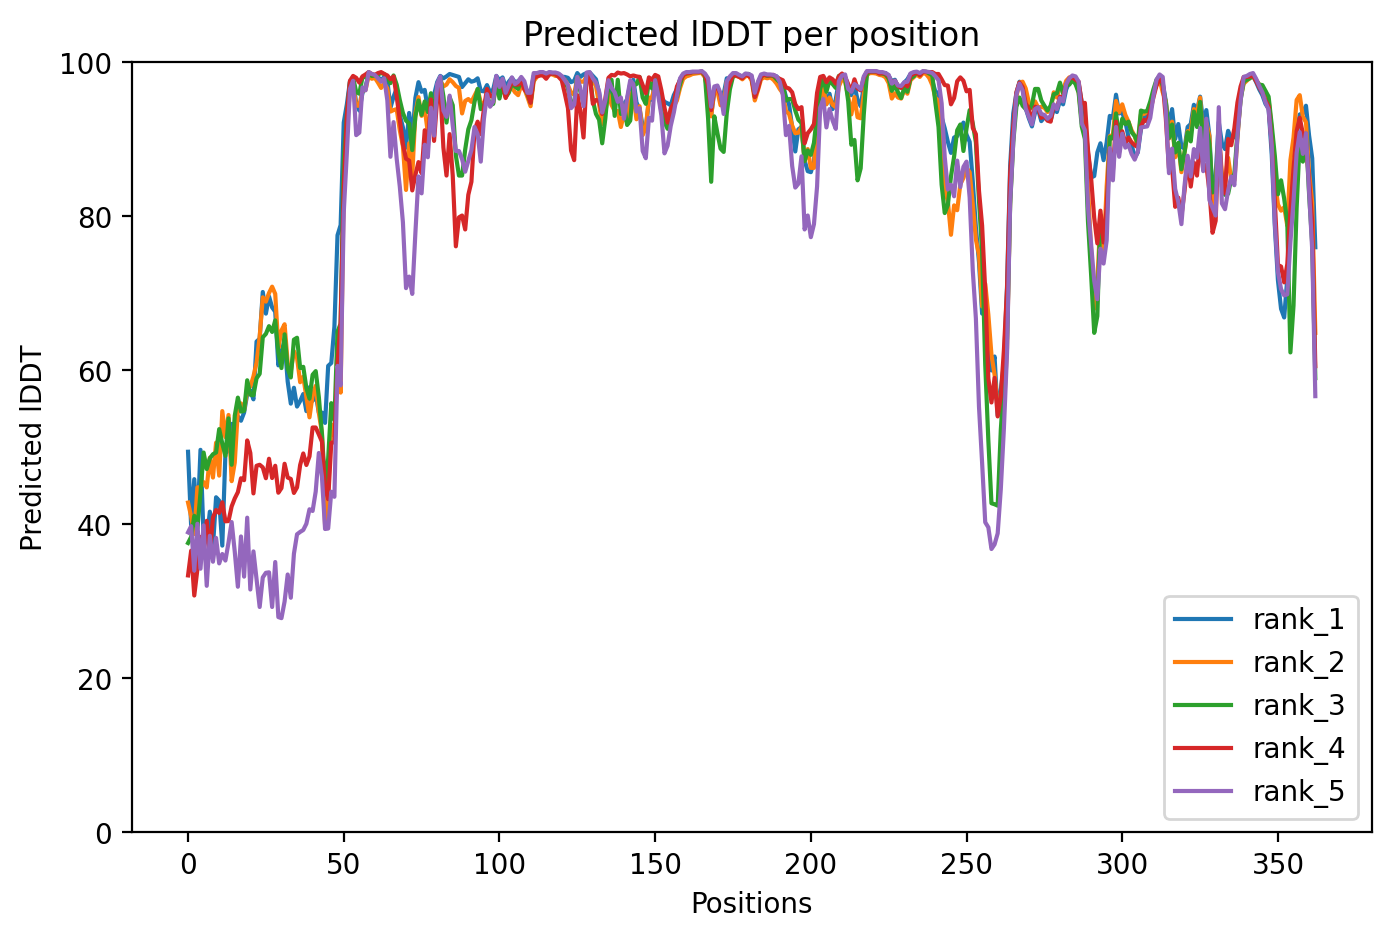 Predicted lDDT per position
Predicted lDDT
100
80
60
40
20
0
0 50 100 150 200 250 300 350
Positions
rank_1
rank_2
rank_3
rank_4
rank_5